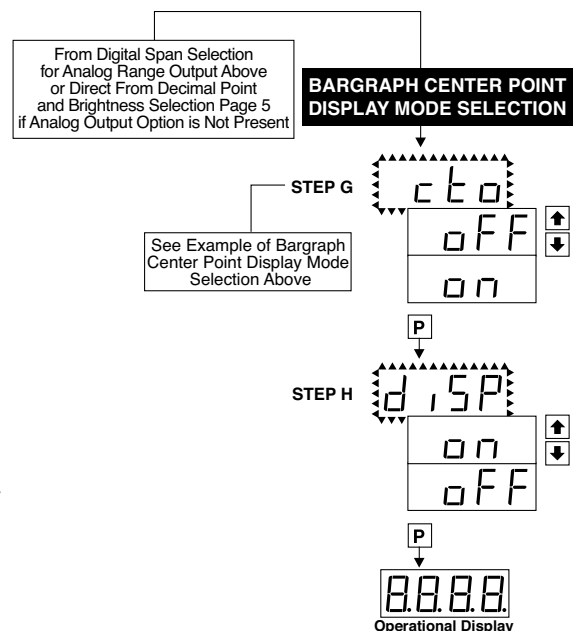 From Digital Span Selection
for Analog Range Output Above
or Direct From Decimal Point
and Brightness Selection Page 5
if Analog Output Option is Not Present
BARGRAPH CENTER POINT
DISPLAY MODE SELECTION
STEP G
cto
oFF
on
See Example of Bargraph
Center Point Display Mode
Selection Above
P
STEP H
diSP
on
oFF
P
8.8.8.8.
Operational Display